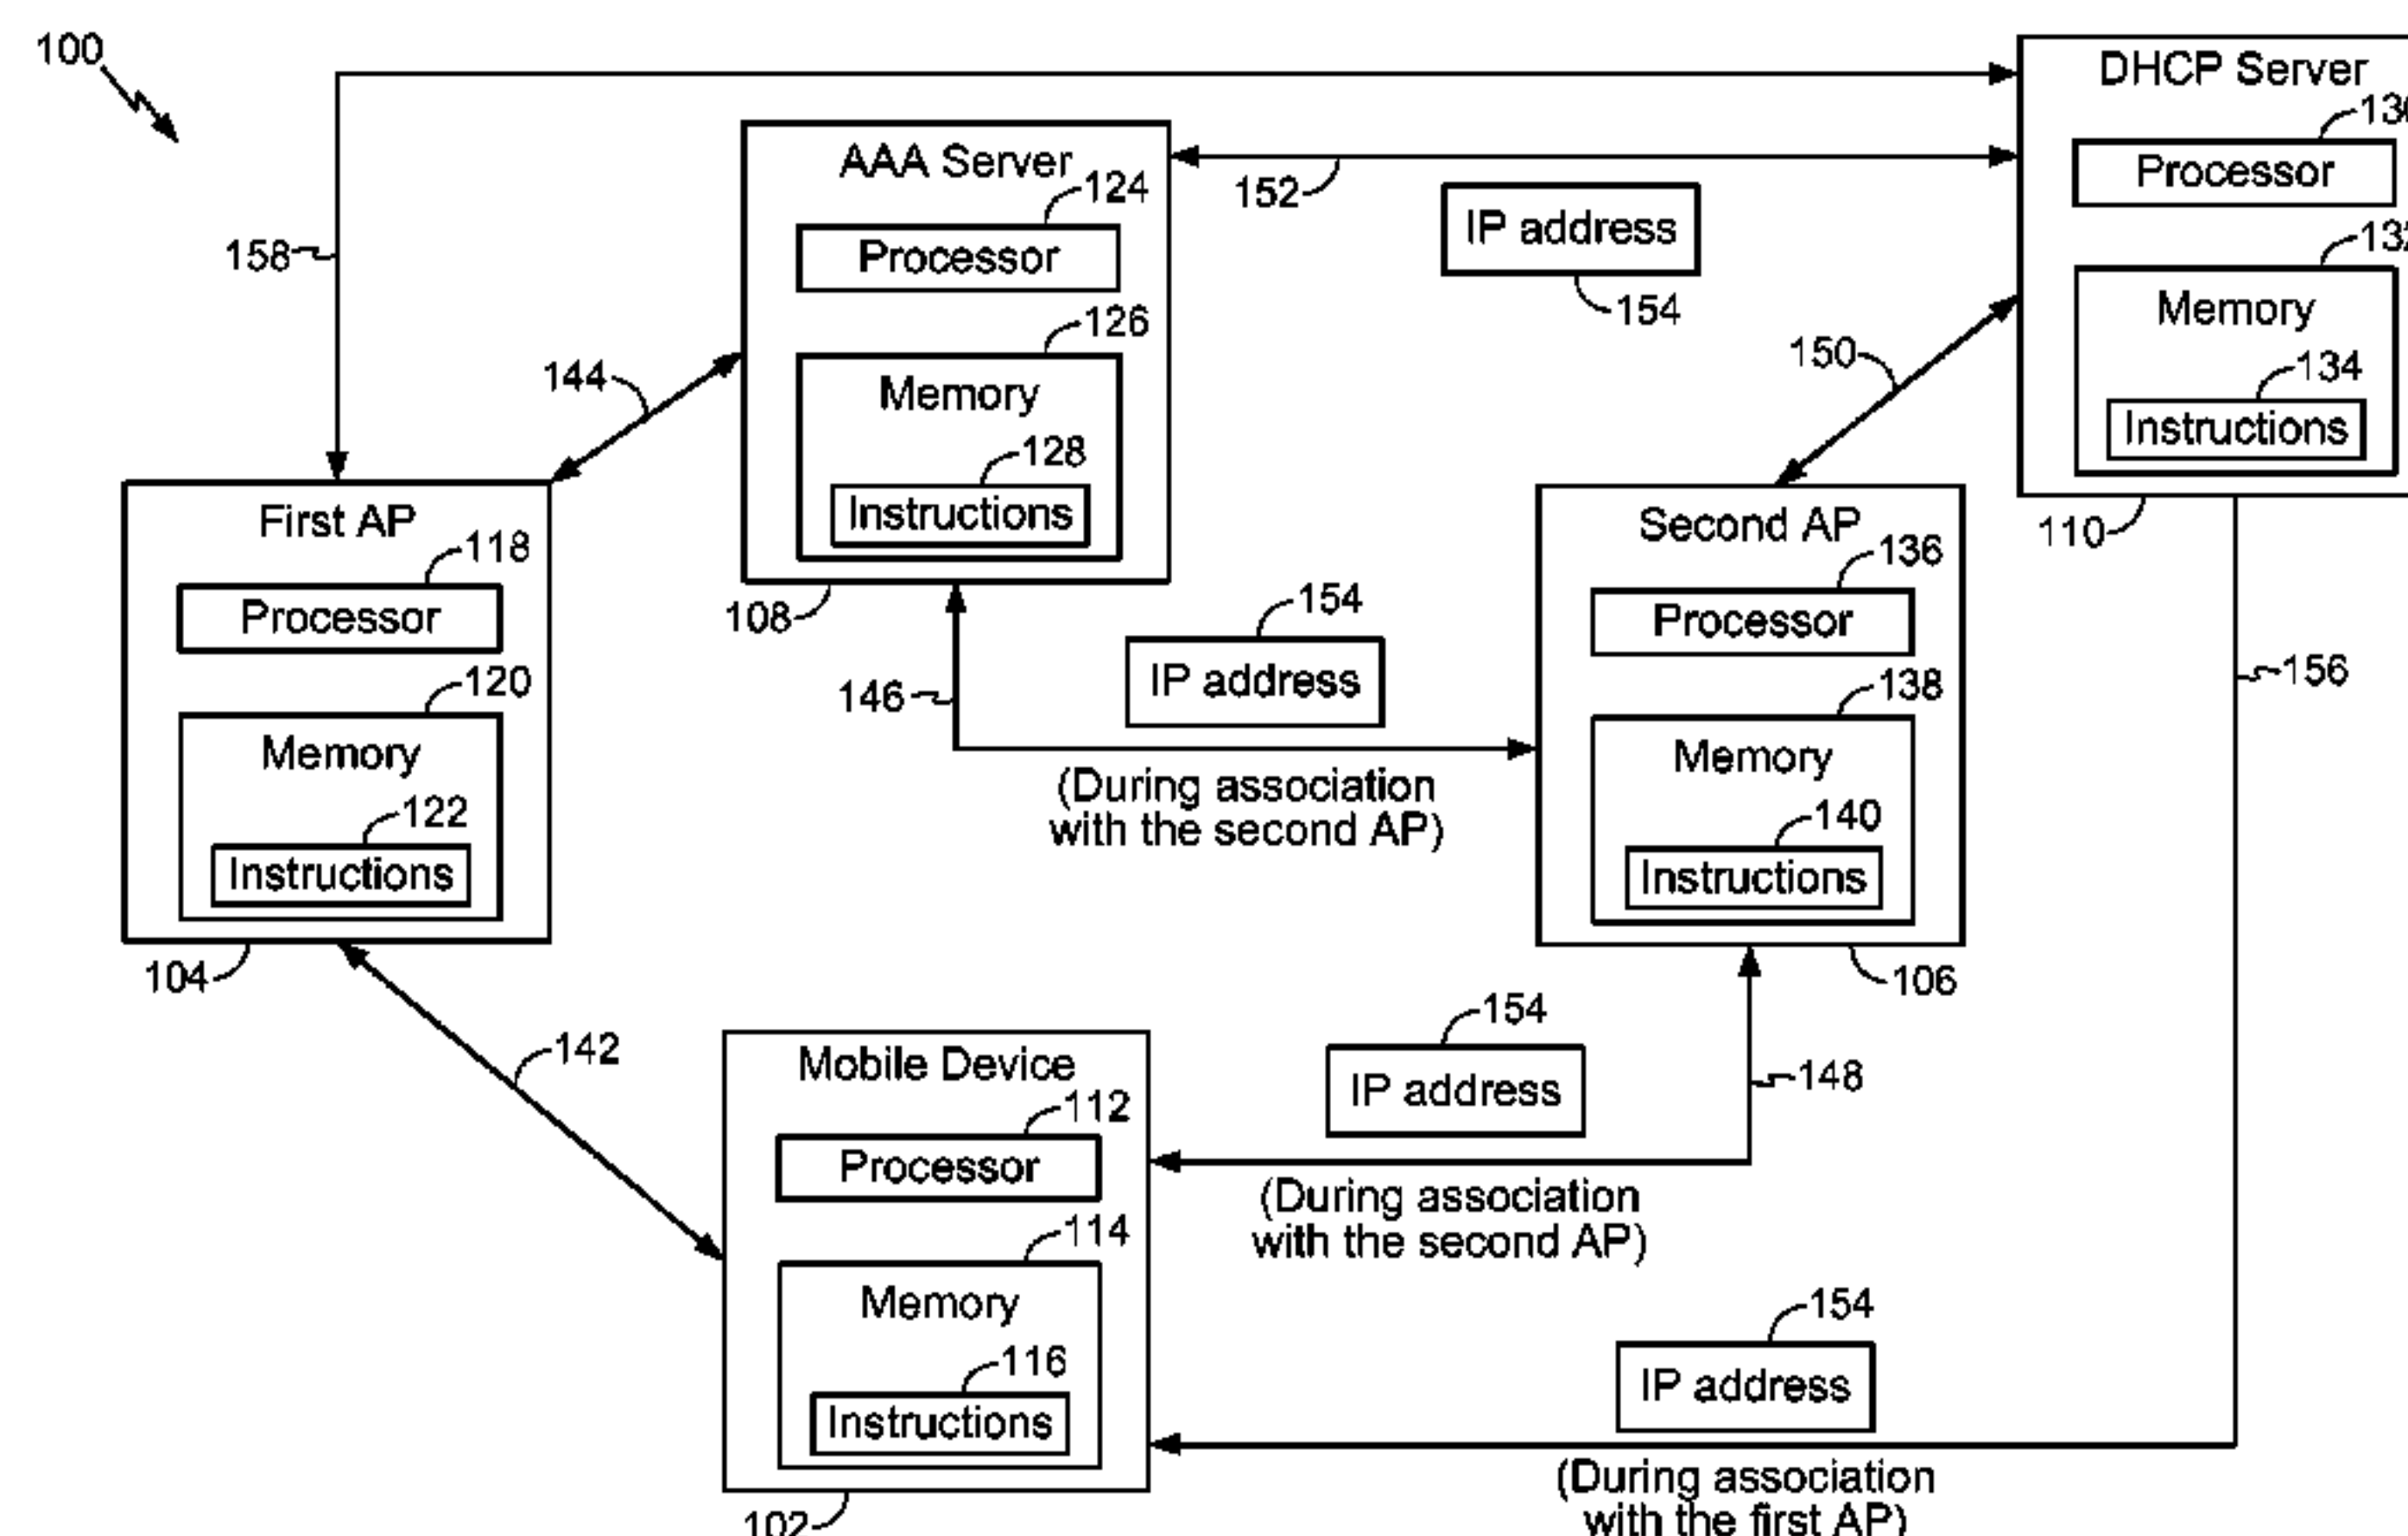 100
DHCP Server
130
Processor
132
Memory
134
Instructions
110
AAA Server
124
Processor
126
Memory
128
Instructions
108
152
IP address
154
158
144
150
First AP
118
Processor
120
Memory
122
Instructions
104
Second AP
136
Processor
138
Memory
140
Instructions
106
154
IP address
146
(During association
with the second AP)
156
142
Mobile Device
112
Processor
114
Memory
116
Instructions
102
154
IP address
148
(During association
with the second AP)
154
IP address
(During association
with the first AP)